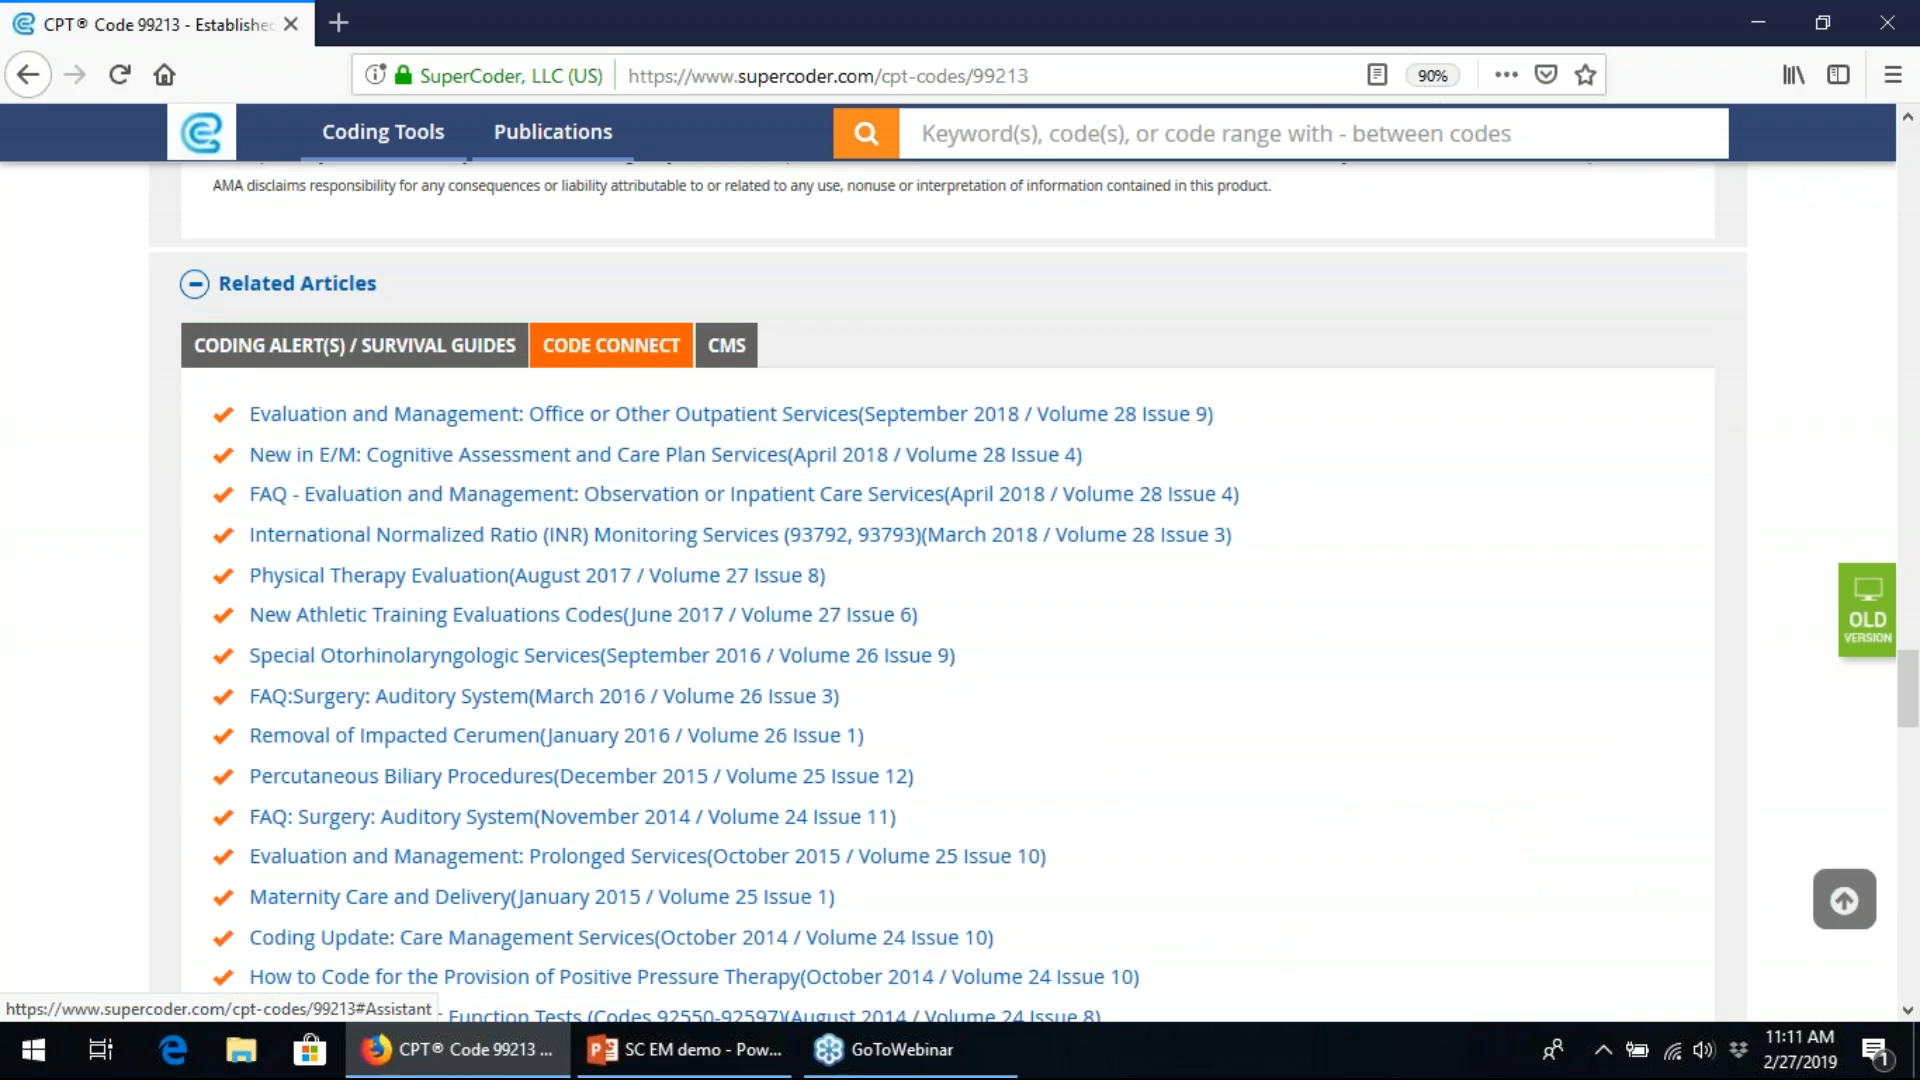 CPT® Code 99213 - Established
SuperCoder, LLC (US)
https://www.supercoder.com/cpt-codes/99213
90%
Coding Tools
Publications
Keyword(s), code(s), or code range with - between codes
AMA disclaims responsibility for any consequences or liability attributable to or related to any use, nonuse or interpretation of information contained in this product.
Related Articles
CODING ALERT(S) / SURVIVAL GUIDES
CODE CONNECT
CMS
Evaluation and Management: Office or Other Outpatient Services(September 2018 / Volume 28 Issue 9)
New in E/M: Cognitive Assessment and Care Plan Services(April 2018 / Volume 28 Issue 4)
FAQ - Evaluation and Management: Observation or Inpatient Care Services(April 2018 / Volume 28 Issue 4)
International Normalized Ratio (INR) Monitoring Services (93792, 93793)(March 2018 / Volume 28 Issue 3)
Physical Therapy Evaluation(August 2017 / Volume 27 Issue 8)
New Athletic Training Evaluations Codes(June 2017 / Volume 27 Issue 6)
OLD
VERSION
Special Otorhinolaryngologic Services(September 2016 / Volume 26 Issue 9)
FAQ:Surgery: Auditory System(March 2016 / Volume 26 Issue 3)
Removal of Impacted Cerumen(January 2016 / Volume 26 Issue 1)
Percutaneous Biliary Procedures(December 2015 / Volume 25 Issue 12)
FAQ: Surgery: Auditory System(November 2014 / Volume 24 Issue 11)
Evaluation and Management: Prolonged Services(October 2015 / Volume 25 Issue 10)
Maternity Care and Delivery(January 2015 / Volume 25 Issue 1)
Coding Update: Care Management Services(October 2014 / Volume 24 Issue 10)
How to Code for the Provision of Positive Pressure Therapy(October 2014 / Volume 24 Issue 10)
https://www.supercoder.com/cpt-codes/99213#Assistant
- Function Tests (Codes 92550-92597)(August 2014 / Volume 24 Issue 8)
CPT® Code 99213 ...
SC EM demo - Pow...
GoToWebinar
11:11 AM
2/27/2019
1